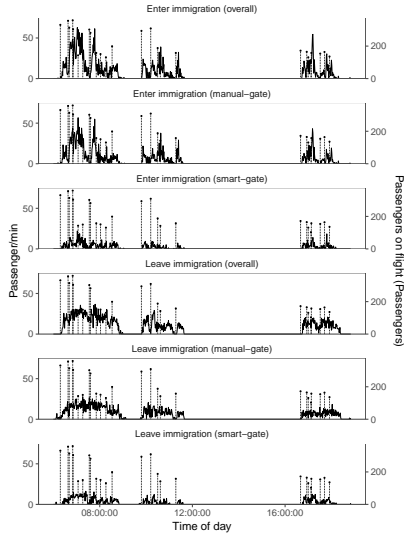 Enter immigration (overall)
50
0
200
0
Enter immigration (manual−gate)
50
0
200
0
Enter immigration (smart−gate)
50
0
200
0
Leave immigration (overall)
50
0
200
0
Leave immigration (manual−gate)
50
0
200
0
Leave immigration (smart−gate)
50
0
200
0
08:00:00 12:00:00 16:00:00
Time of day
Passenger/min
Passengers on flight (Passengers)